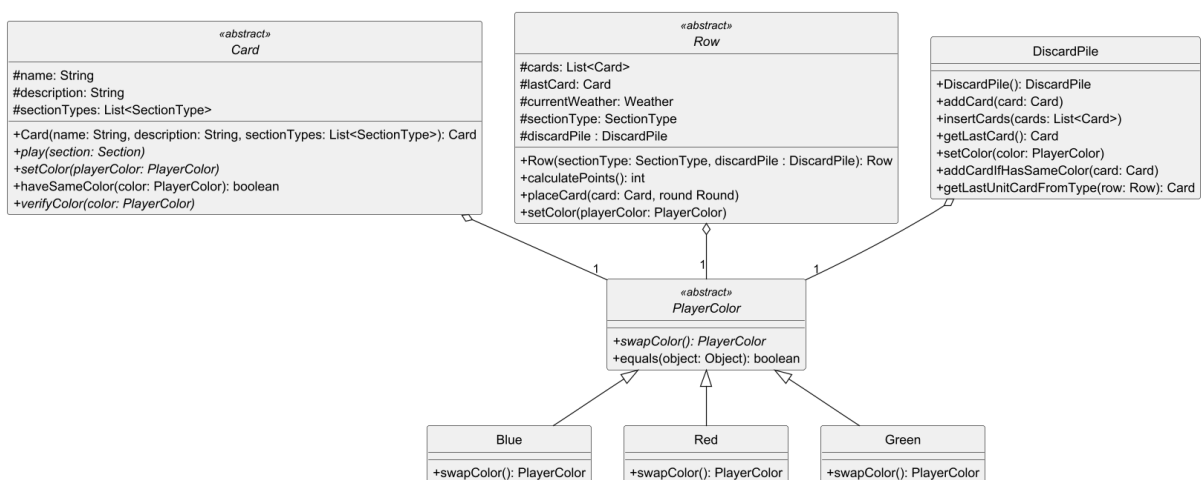 «abstract»
Card
#name: String
#description: String
#sectionTypes: List<SectionType>
+Card(name: String, description: String, sectionTypes: List<SectionType>): Card
+play(section: Section)
+setColor(playerColor: PlayerColor)
+haveSameColor(color: PlayerColor): boolean
+verifyColor(color: PlayerColor)
«abstract»
Row
#cards: List<Card>
#lastCard: Card
#currentWeather: Weather
#sectionType: SectionType
#discardPile : DiscardPile
+Row(sectionType: SectionType, discardPile : DiscardPile): Row
+calculatePoints(): int
+placeCard(card: Card, round Round)
+setColor(playerColor: PlayerColor)
DiscardPile
+DiscardPile(): DiscardPile
+addCard(card: Card)
+insertCards(cards: List<Card>)
+getLastCard(): Card
+setColor(color: PlayerColor)
+addCardIfHasSameColor(card: Card)
+getLastUnitCardFromType(row: Row): Card
1
1
1
«abstract»
PlayerColor
+swapColor(): PlayerColor
+equals(object: Object): boolean
Blue
+swapColor(): PlayerColor
Red
+swapColor(): PlayerColor
Green
+swapColor(): PlayerColor